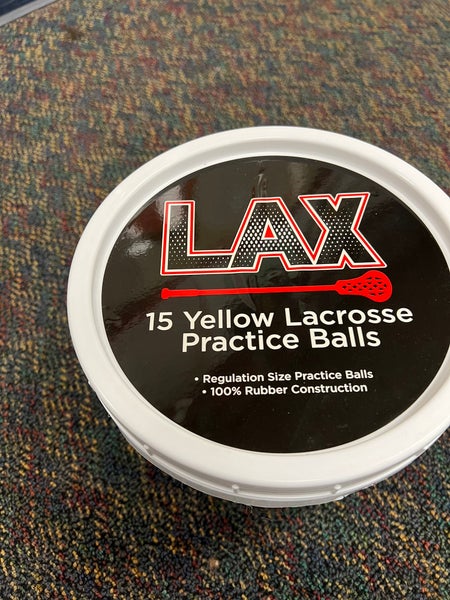 LAX
15 Yellow Lacrosse
Practice Balls
• Regulation Size Practice Balls
• 100% Rubber Construction